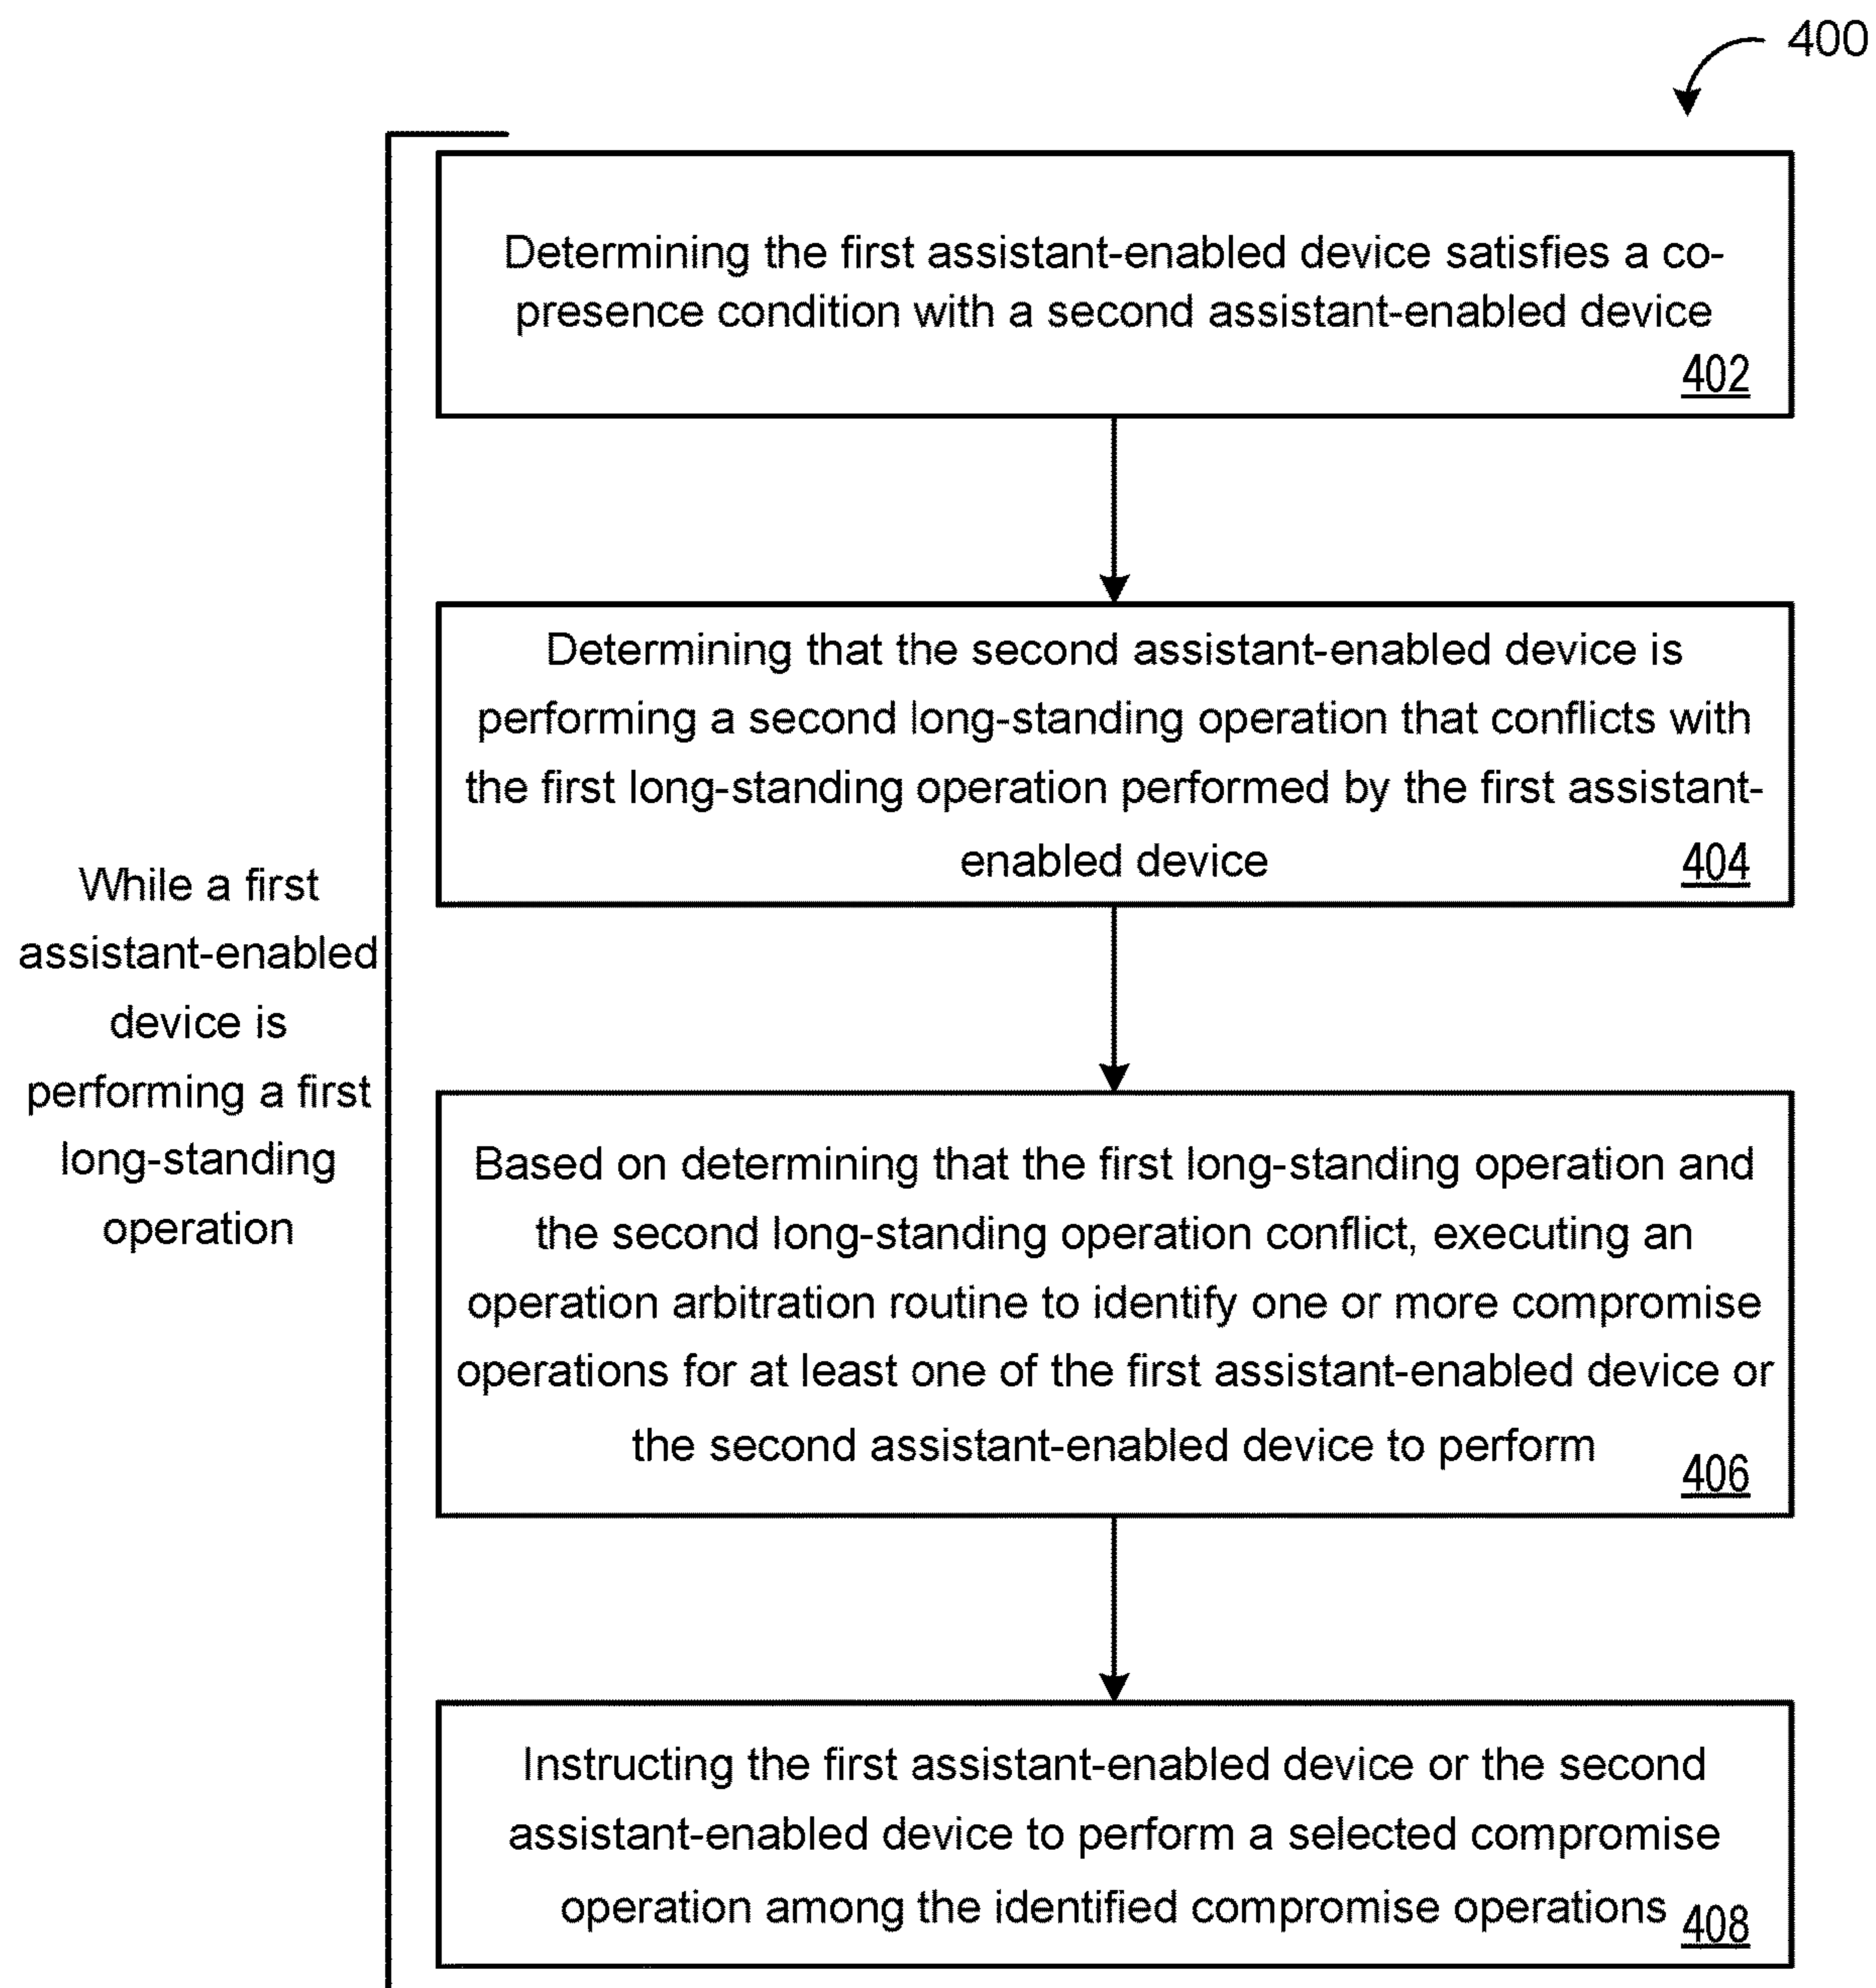 400
Determining the first assistant-enabled device satisfies a co-
presence condition with a second assistant-enabled device
402
Determining that the second assistant-enabled device is
performing a second long-standing operation that conflicts with
the first long-standing operation performed by the first assistant-
enabled device
404
While a first
assistant-enabled
device is
performing a first
long-standing
operation
Based on determining that the first long-standing operation and
the second long-standing operation conflict, executing an
operation arbitration routine to identify one or more compromise
operations for at least one of the first assistant-enabled device or
the second assistant-enabled device to perform
406
Instructing the first assistant-enabled device or the second
assistant-enabled device to perform a selected compromise
operation among the identified compromise operations
408